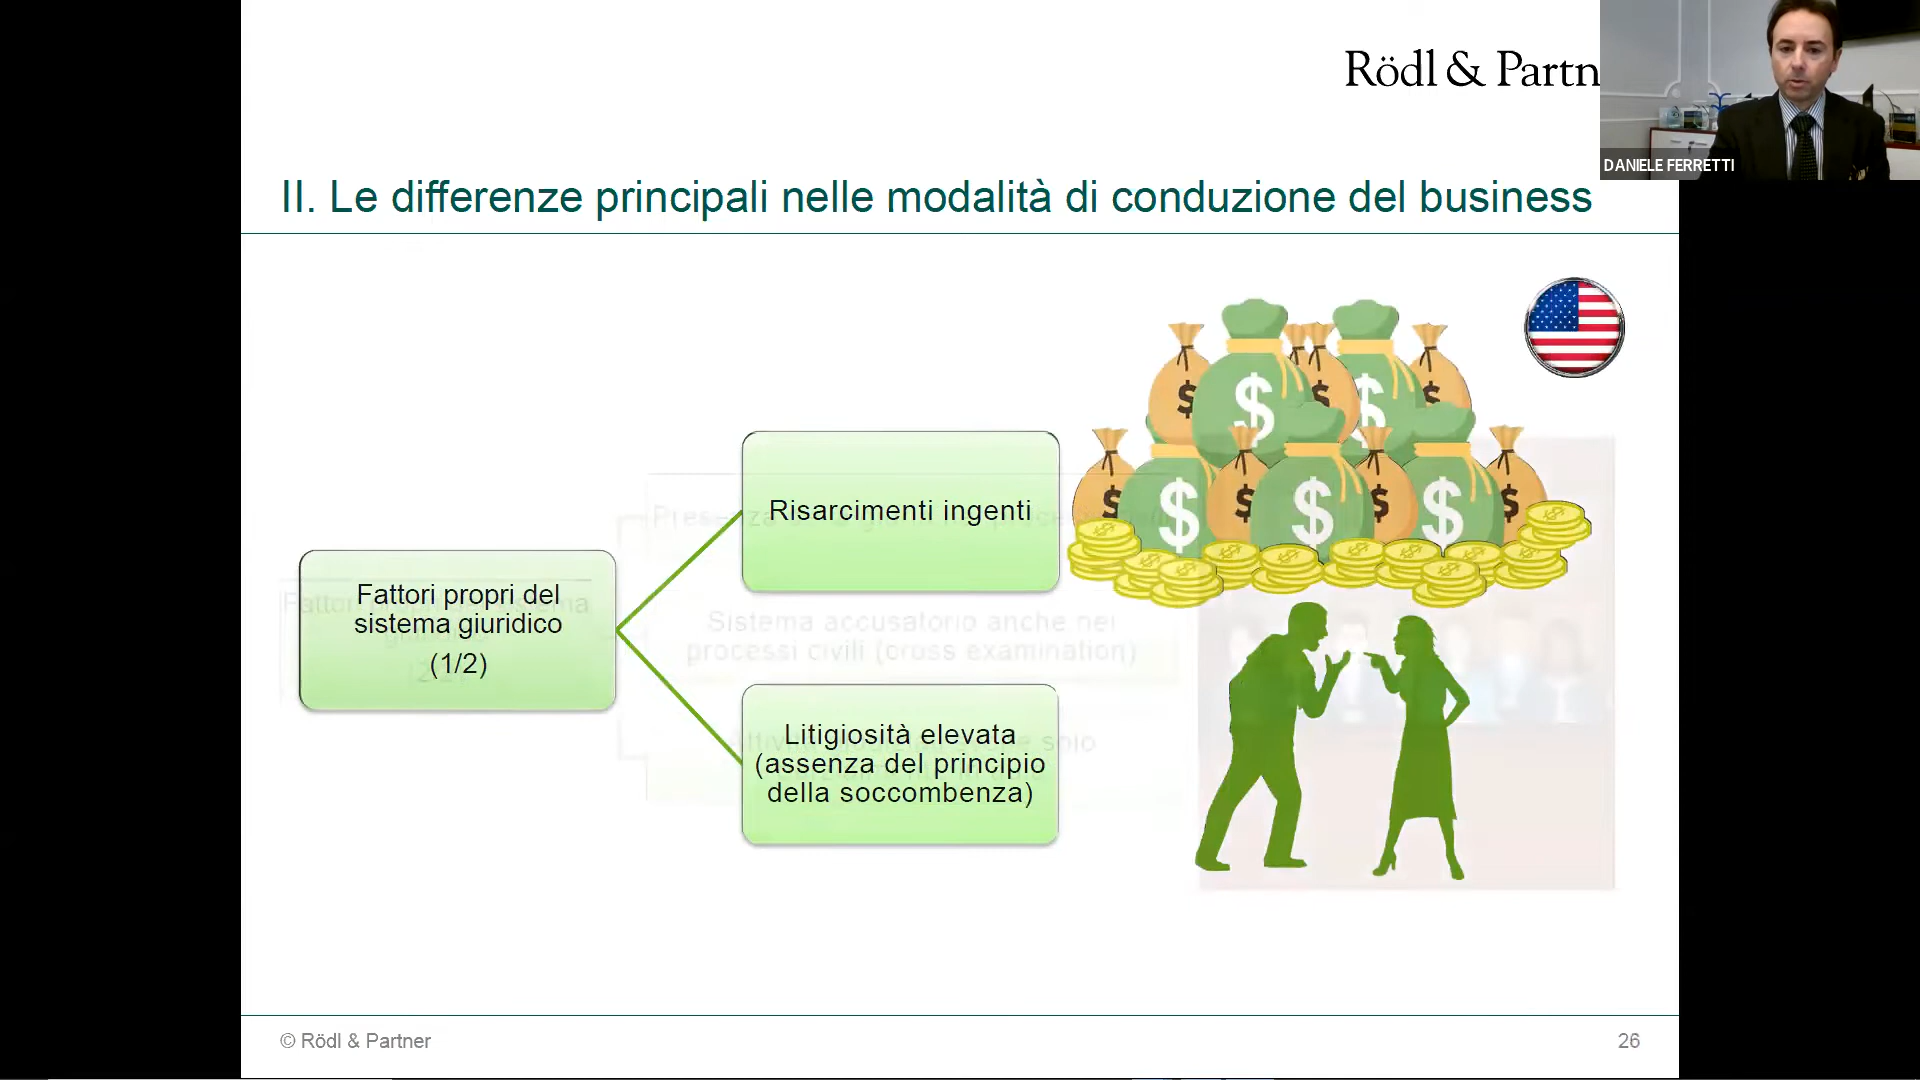 Rödl & Partn
DANIELE FERRETTI
II. Le differenze principali nelle modalità di conduzione del business
Risarcimenti ingenti
Fattori propri del
sistema giuridico
(1/2)
Sistema accusatorio anche nei
processi civili (cross examination)
Litigiosità elevata
(assenza del principio
della soccombenza)
© Rödl & Partner
26